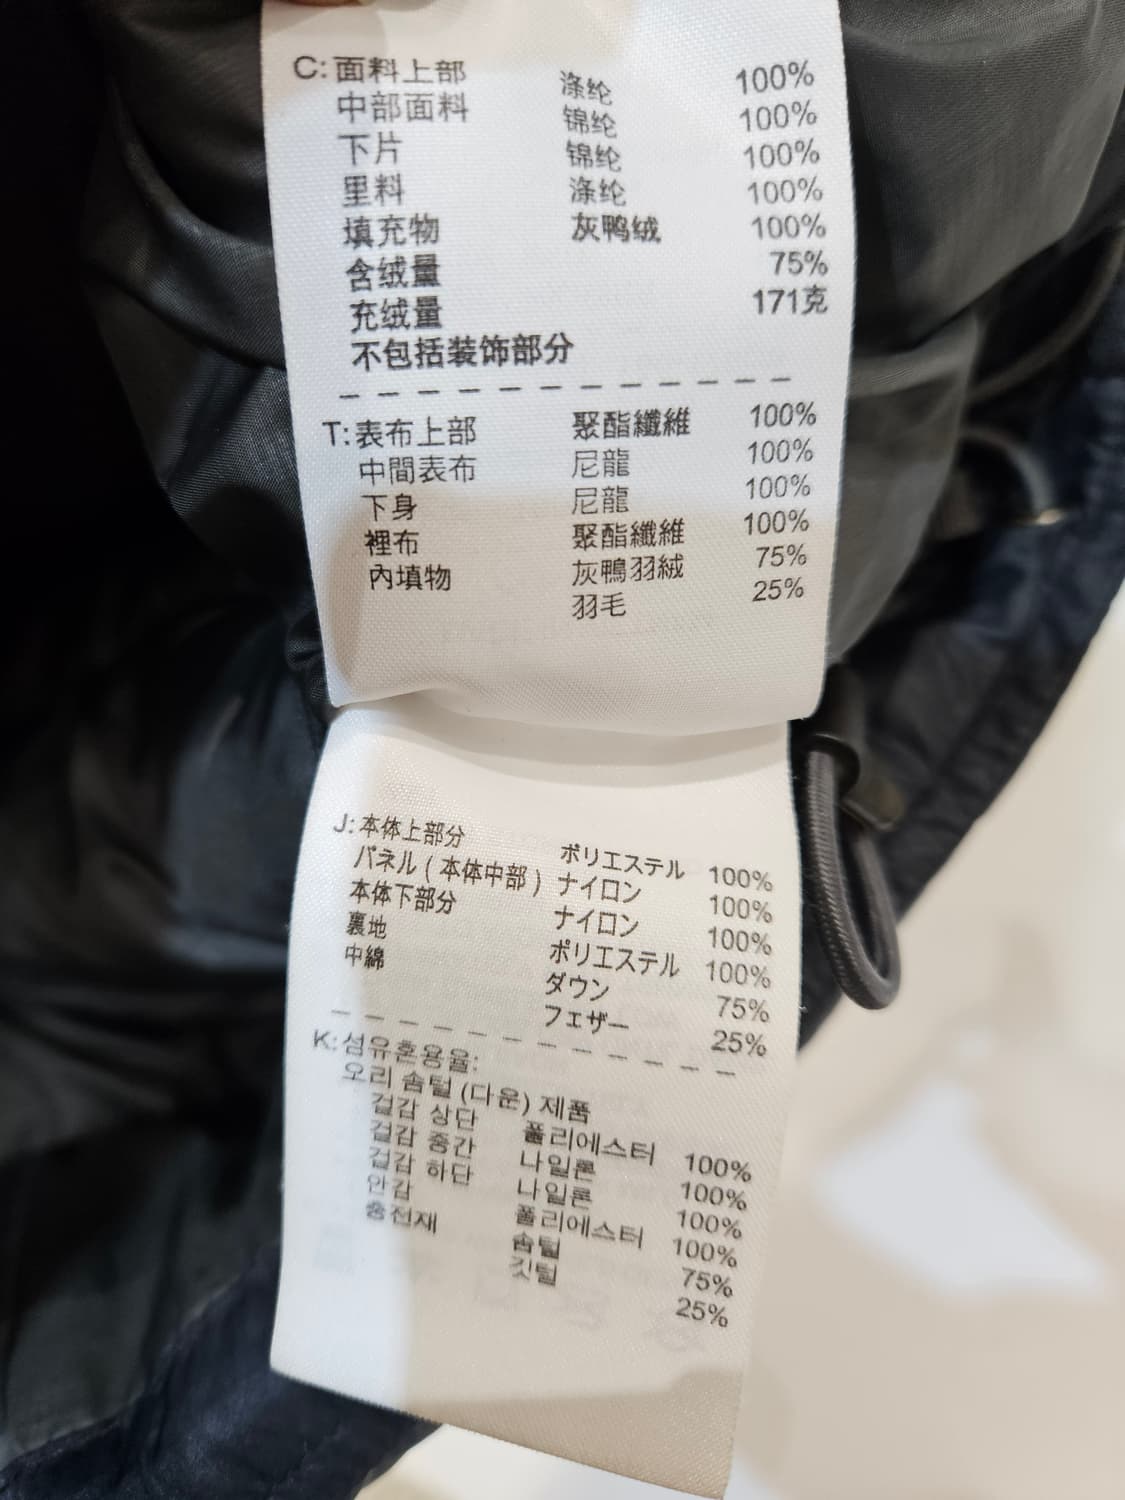 C: 面料上部 涤纶 100%
中部面料 锦纶 100%
下片 锦纶 100%
里料 涤纶 100%
填充物 灰鸭绒 100%
含绒量 75%
充绒量 171克
不包括装饰部分
T: 表布上部 聚酯纖維 100%
中間表布 尼龍 100%
下身 尼龍 100%
裡布 聚酯纖維 100%
內填物 灰鴨羽絨 75%
羽毛 25%
J: 本体上部分 ポリエステル 100%
パネル ( 本体中部 ) ナイロン 100%
本体下部分 ナイロン 100%
裏地 ポリエステル 100%
中綿 ダウン 75%
フェザー 25%
K: 섬유혼용율:
오리 솜털 (다운) 제품
겉감 상단 폴리에스터 100%
겉감 중간 나일론 100%
겉감 하단 나일론 100%
안감 폴리에스터 100%
충전재 솜털 75%
깃털 25%